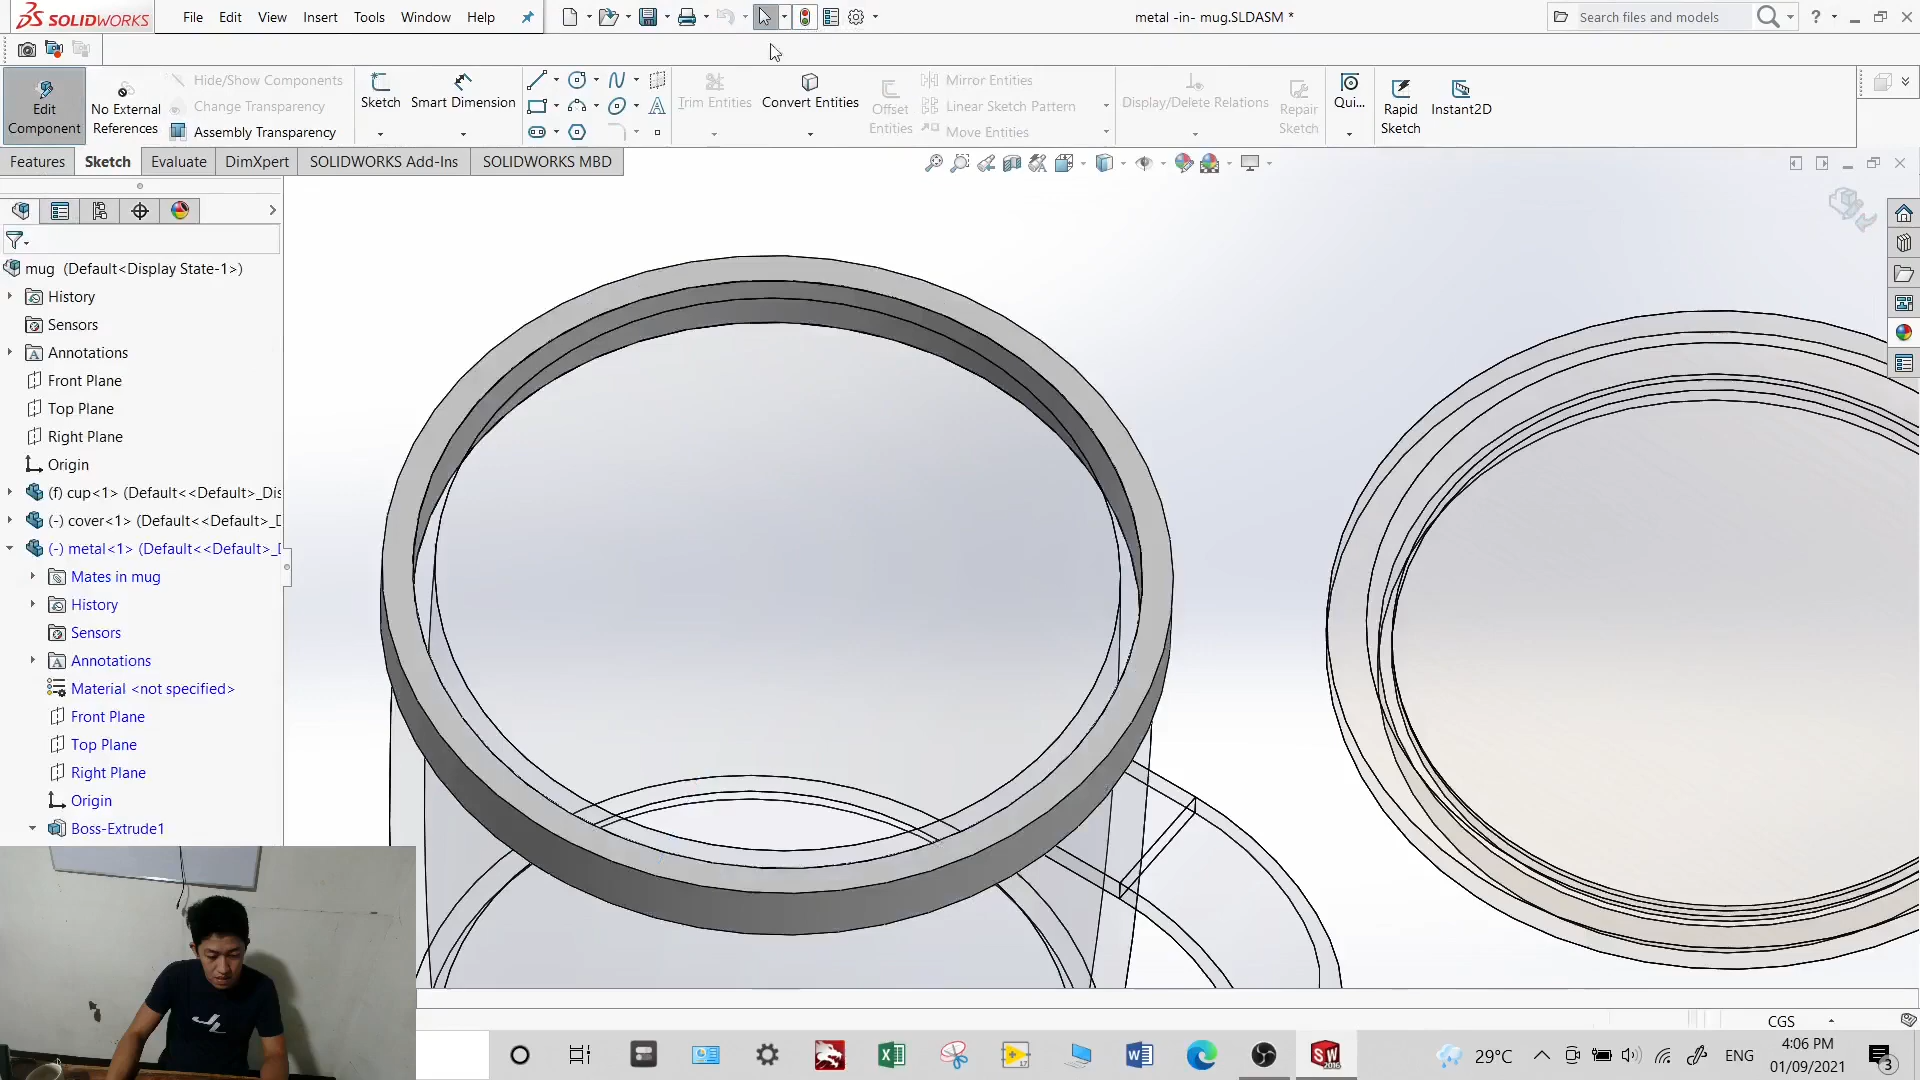 SOLIDWORKS
File Edit View Insert Tools Window Help
metal -in- mug.SLDASM *
Search files and models
?
Edit Component
No External References
Hide/Show Components
Change Transparency
Assembly Transparency
Sketch
Smart Dimension
Trim Entities
Convert Entities
Offset Entities
Mirror Entities
Linear Sketch Pattern
Move Entities
Display/Delete Relations
Repair Sketch
Qui...
Rapid Sketch
Instant2D
Features Sketch Evaluate DimXpert SOLIDWORKS Add-Ins SOLIDWORKS MBD
mug (Default<Display State-1>)
History
Sensors
Annotations
Front Plane
Top Plane
Right Plane
Origin
(f) cup<1> (Default<<Default>_Dis
(-) cover<1> (Default<<Default>_D
(-) metal<1> (Default<<Default>_D
Mates in mug
History
Sensors
Annotations
Material <not specified>
Front Plane
Top Plane
Right Plane
Origin
Boss-Extrude1
CGS
29°C
ENG
4:06 PM
01/09/2021
3